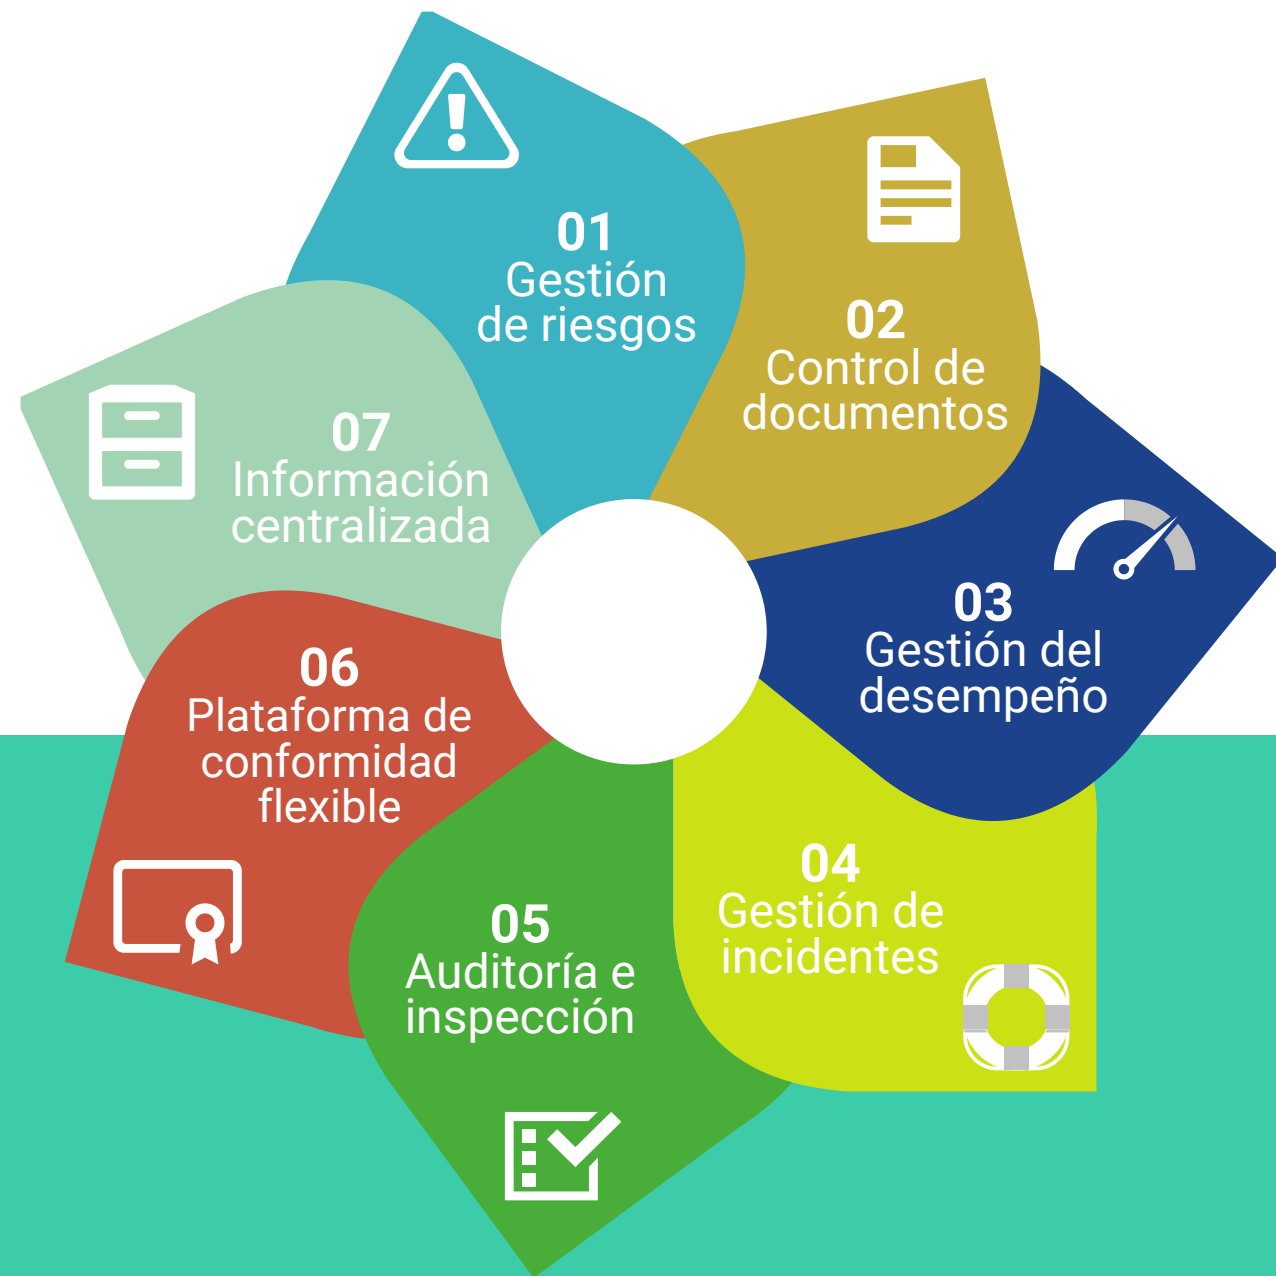 01
Gestión
de riesgos
02
Control de
documentos
03
Gestión del
desempeño
04
Gestión de
incidentes
05
Auditoría e
inspección
06
Plataforma de
conformidad
flexible
07
Información
centralizada